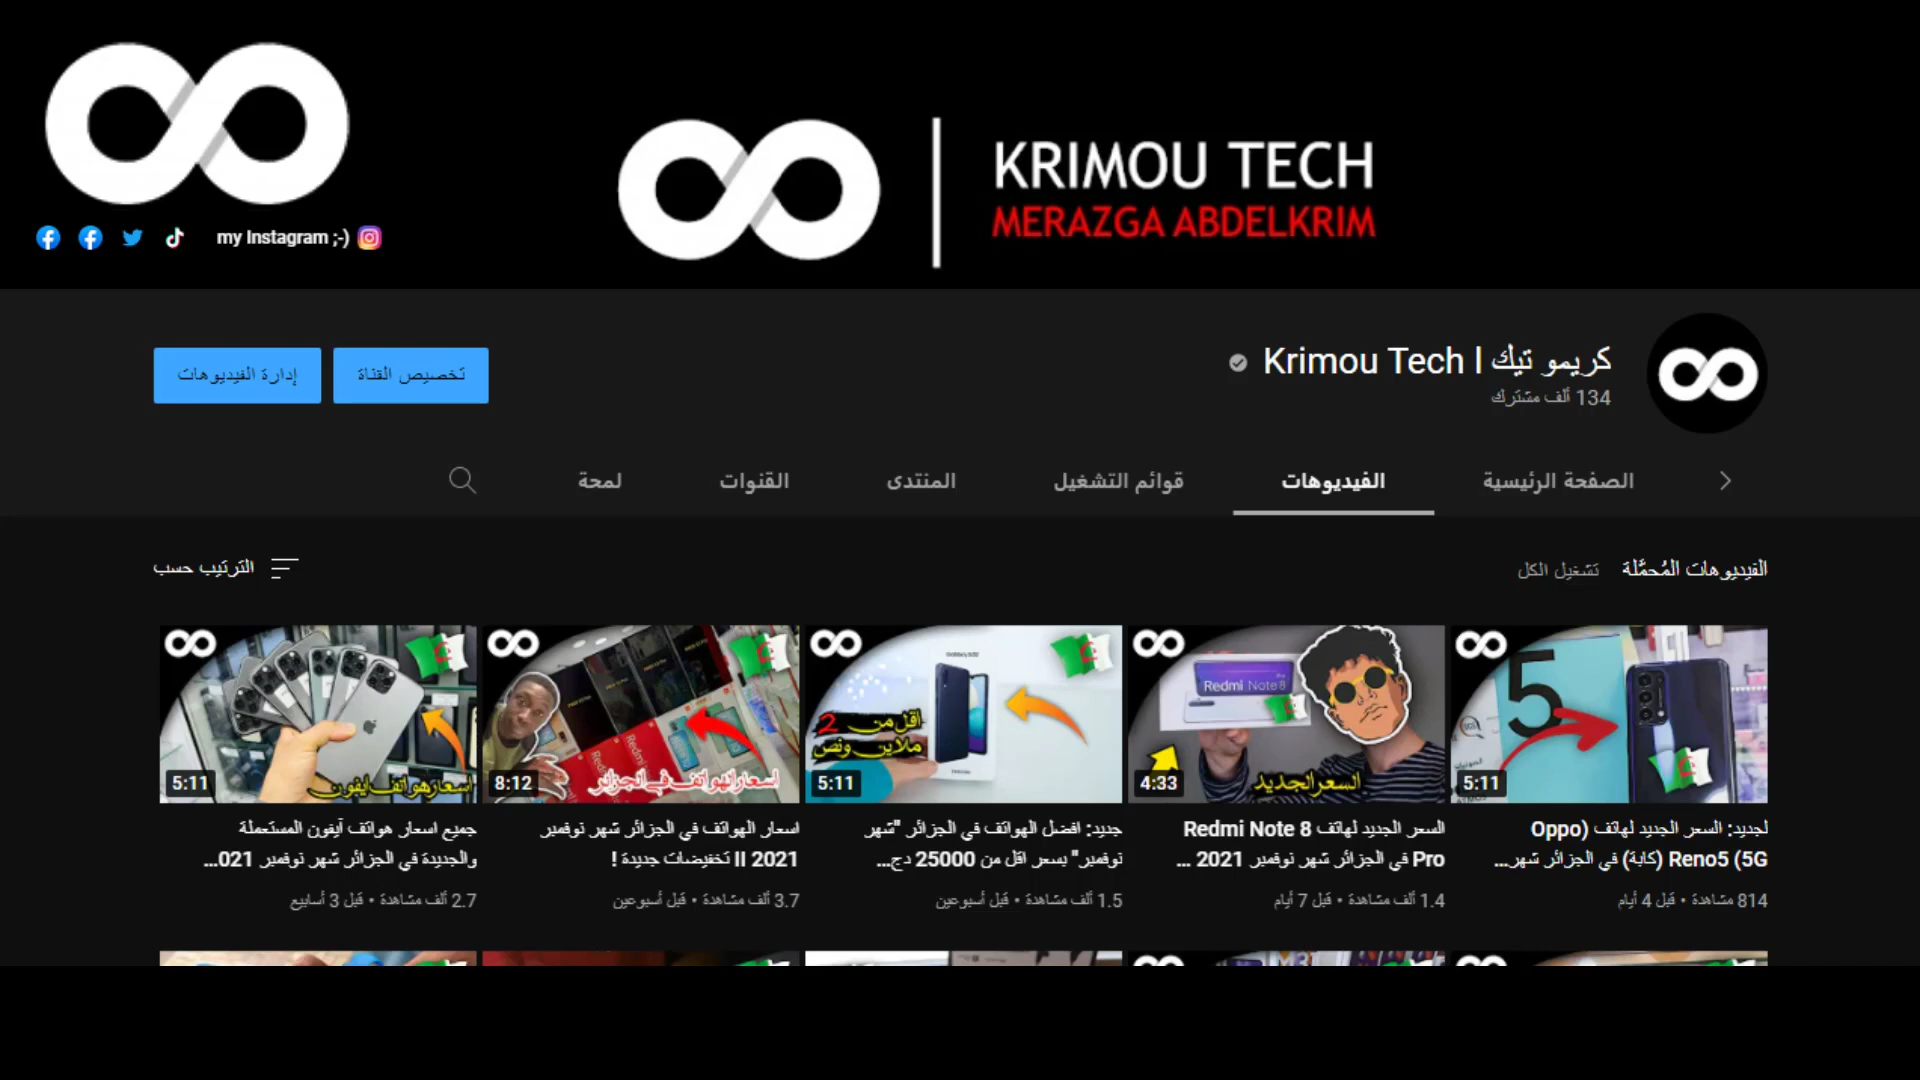 KRIMOU TECH
MERAZGA ABDELKRIM
my Instagram ;-)
كريمو تيك | Krimou Tech
134 ألف مشترك
تخصيص القناة
إدارة الفيديوهات
الصفحة الرئيسية
الفيديوهات
قوائم التشغيل
المنتدى
القنوات
لمحة
الفيديوهات المُحمَّلة
تشغيل الكل
الترتيب حسب
5
5:11
لجديد: السعر الجديد لهاتف (Oppo
Reno5 (5G (كابة) في الجزائر شهر...
814 مشاهدة • قبل 4 أيام
Redmi Note 8
السعر الجديد
4:33
السعر الجديد لهاتف Redmi Note 8
Pro في الجزائر شهر نوفمبر 2021 ...
1.4 ألف مشاهدة • قبل 7 أيام
اقل من 2
ملاين ونص
5:11
جديد: افضل الهواتف في الجزائر "شهر
نوفمبر" بسعر اقل من 25000 دج...
1.5 ألف مشاهدة • قبل أسبوعين
Redmi
اسعار الهواتف في الجزائر
8:12
اسعار الهواتف في الجزائر شهر نوفمبر
2021 II تخفيضات جديدة !
3.7 ألف مشاهدة • قبل أسبوعين
اسعار هواتف ايفون
5:11
جميع اسعار هواتف آيفون المستعملة
والجديدة في الجزائر شهر نوفمبر 021...
2.7 ألف مشاهدة • قبل 3 أسابيع